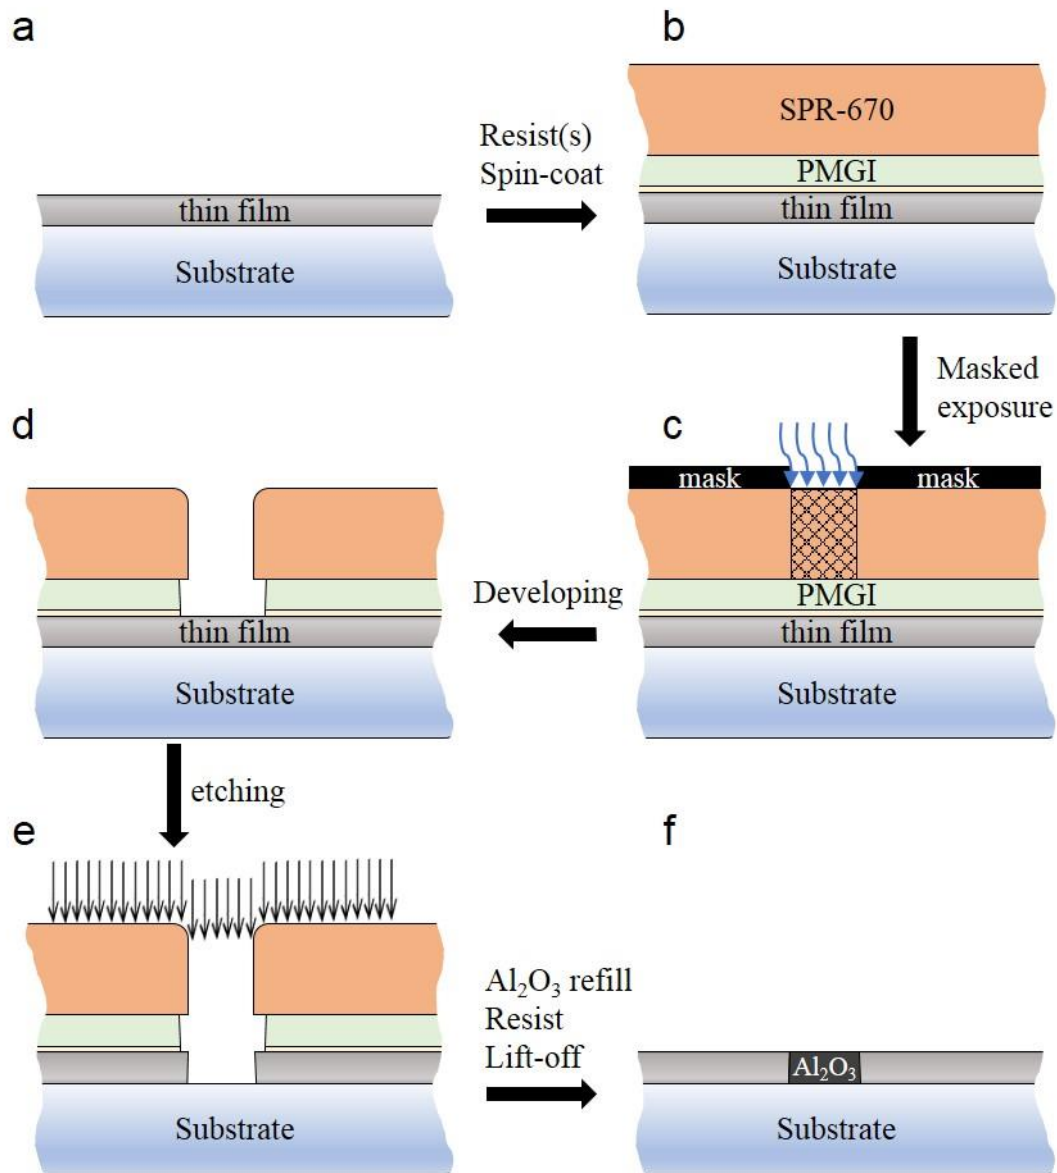 a
thin film
Substrate
Resist(s)
Spin-coat
b
SPR-670
PMGI
thin film
Substrate
Masked
exposure
c
mask
mask
PMGI
thin film
Substrate
Developing
d
thin film
Substrate
etching
e
Substrate
Al₂O₃ refill
Resist
Lift-off
f
Al₂O₃
Substrate